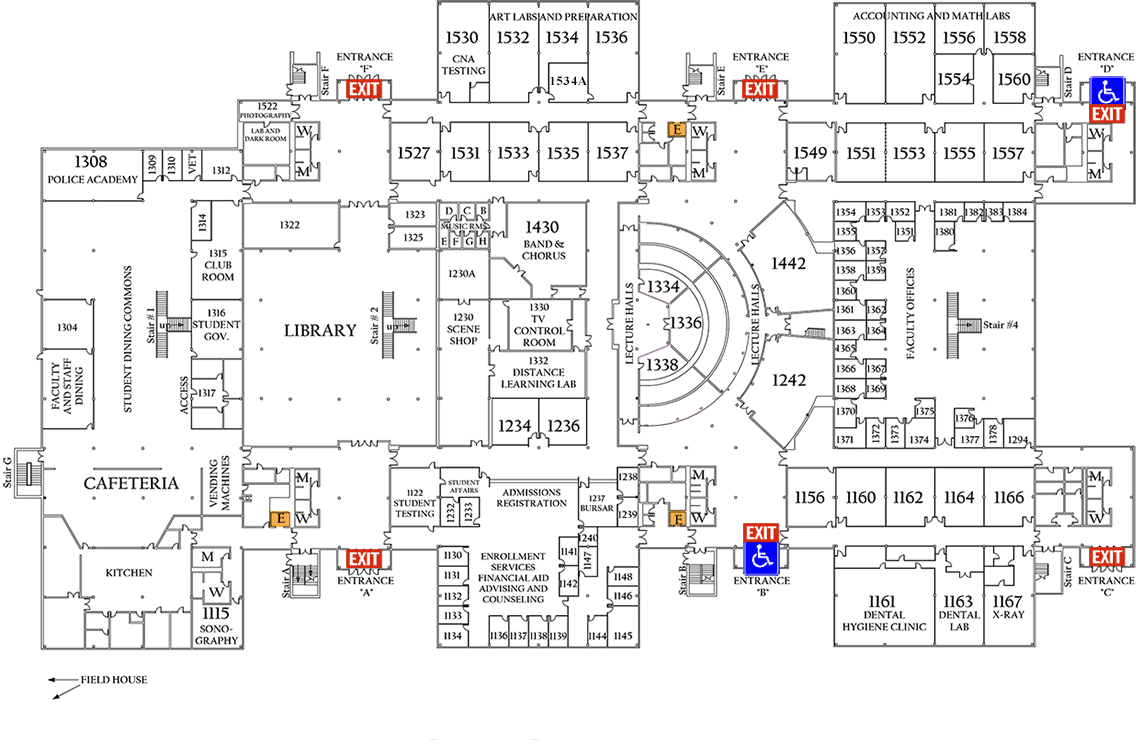 ART LABS AND PREPARATION
ACCOUNTING AND MATH LABS
1530
1532
1534
1536
1550
1552
1556
1558
CNA
TESTING
1534A
1554
1560
ENTRANCE
"F"
EXIT
Stair F
ENTRANCE
"E"
EXIT
Stair E
ENTRANCE
"D"
EXIT
Stair D
1522
PHOTOGRAPHY
LAB AND
DARK ROOM
W
M
E
W
M
W
M
1527
1531
1533
1535
1537
1549
1551
1553
1555
1557
1308
POLICE ACADEMY
1309
1310
VET
1312
1314
1315
CLUB
ROOM
1316
STUDENT
GOV.
1317
ACCESS
STUDENT DINING COMMONS
Stair # 1
up
1304
FACULTY
AND STAFF
DINING
1322
1323
1325
LIBRARY
Stair # 2
up
D
C
B
MUSIC RMS
E
F
G
H
1430
BAND &
CHORUS
1230A
1230
SCENE
SHOP
1330
TV
CONTROL
ROOM
1332
DISTANCE
LEARNING LAB
1234
1236
LECTURE HALLS
1334
1336
1338
LECTURE HALLS
1442
1242
1354
1353
1352
1351
1381
1382
1383
1384
1380
1355
1356
1357
1358
1359
1360
1361
1362
1363
1364
1365
1366
1367
1368
1369
1370
1371
1372
1373
1374
1375
1376
1377
1378
1294
FACULTY OFFICES
Stair #4
Stair G
CAFETERIA
VENDING
MACHINES
E
M
W
1122
STUDENT
TESTING
STUDENT
AFFAIRS
1232
1233
ADMISSIONS
REGISTRATION
1237
BURSAR
1238
1239
1240
E
M
W
1156
1160
1162
1164
1166
M
W
KITCHEN
M
W
1115
SONO-
GRAPHY
Stair A
EXIT
ENTRANCE
"A"
1130
1131
1132
1133
1134
ENROLLMENT
SERVICES
FINANCIAL AID
ADVISING AND
COUNSELING
1141
1142
1147
1148
1146
1136
1137
1138
1139
1144
1145
Stair B
EXIT
ENTRANCE
"B"
1161
DENTAL
HYGIENE CLINIC
1163
DENTAL
LAB
1167
X-RAY
Stair C
EXIT
ENTRANCE
"C"
FIELD HOUSE